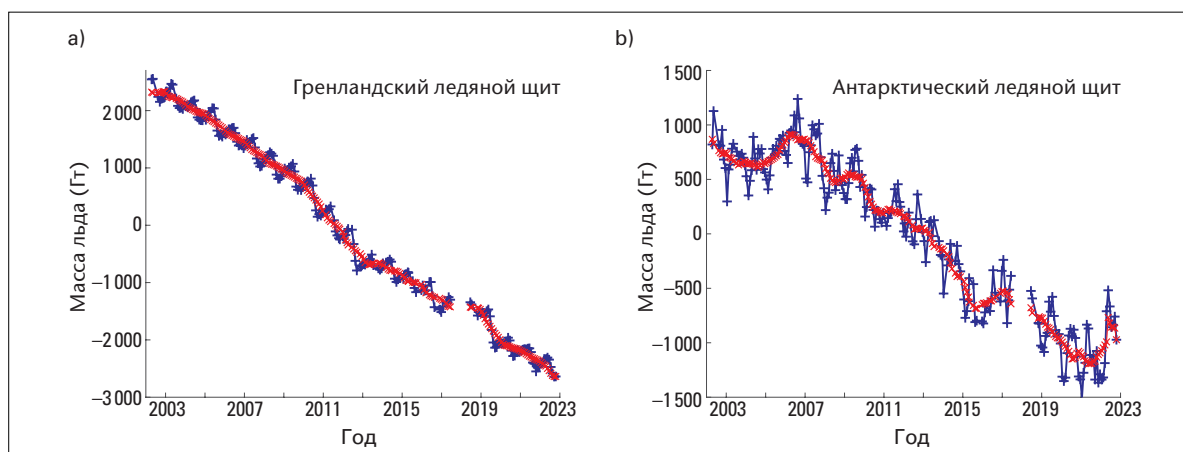 a)
Гренландский ледяной щит
Масса льда (Гт)
2 000
1 000
0
–1 000
–2 000
–3 000
2003 2007 2011 2015 2019 2023
Год
b)
Антарктический ледяной щит
Масса льда (Гт)
1 500
1 000
500
0
–500
–1 000
–1 500
2003 2007 2011 2015 2019 2023
Год